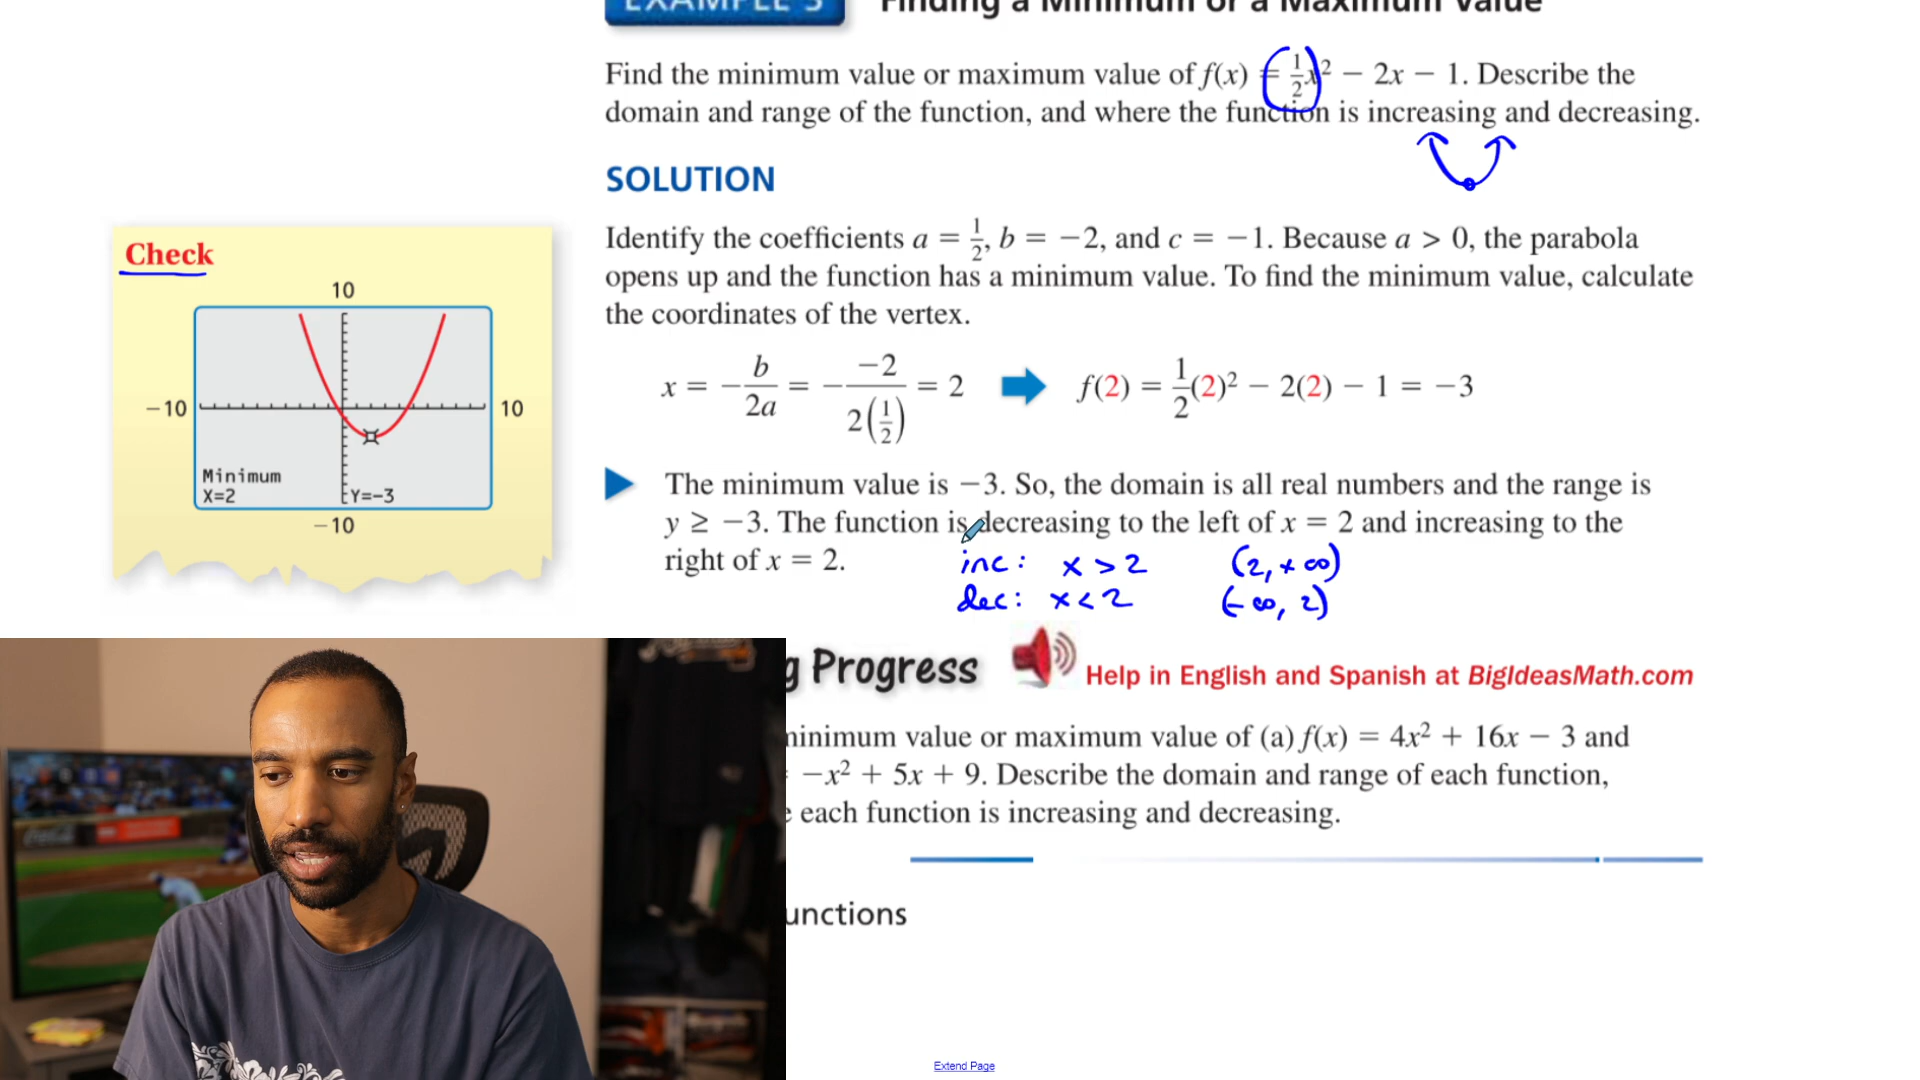 EXAMPLE 3 Finding a Minimum or a Maximum Value
Find the minimum value or maximum value of f(x) = 1/2x² − 2x − 1. Describe the
domain and range of the function, and where the function is increasing and decreasing.
SOLUTION
Identify the coefficients a = 1/2, b = −2, and c = −1. Because a > 0, the parabola
opens up and the function has a minimum value. To find the minimum value, calculate
the coordinates of the vertex.
x = −b/2a = −−2/2(1/2) = 2 f(2) = 1/2(2)² − 2(2) − 1 = −3
The minimum value is −3. So, the domain is all real numbers and the range is
y ≥ −3. The function is decreasing to the left of x = 2 and increasing to the
right of x = 2.
inc: x > 2 (2, +∞)
dec: x < 2 (-∞, 2)
Check
10
−10
10
Minimum
X=2 Y=-3
−10
g Progress
Help in English and Spanish at BigIdeasMath.com
minimum value or maximum value of (a) f(x) = 4x² + 16x − 3 and
−x² + 5x + 9. Describe the domain and range of each function,
e each function is increasing and decreasing.
unctions
Extend Page